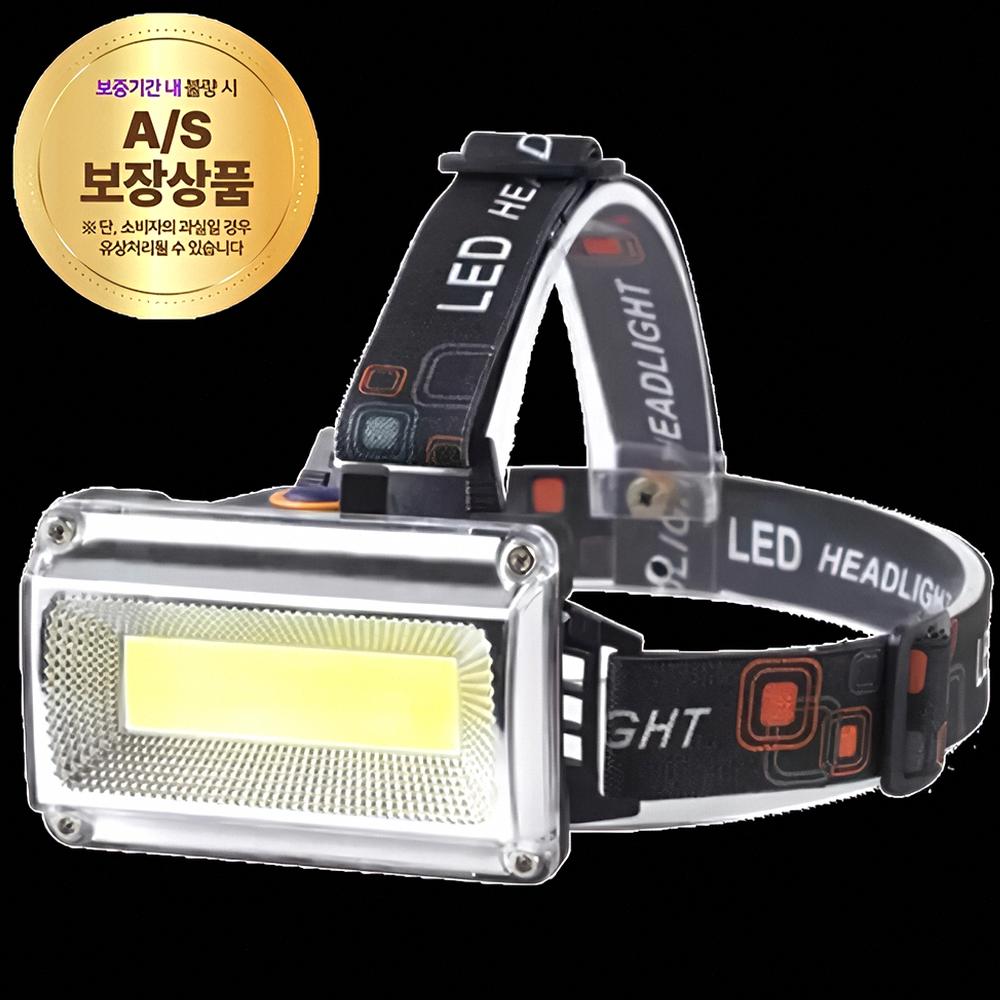 보증기간 내 불량 시
A/S
보장상품
※ 단, 소비자의 과실일 경우
유상처리될 수 있습니다
LED HEAD
HEADLIGHT
LED HEADLIGHT
GHT